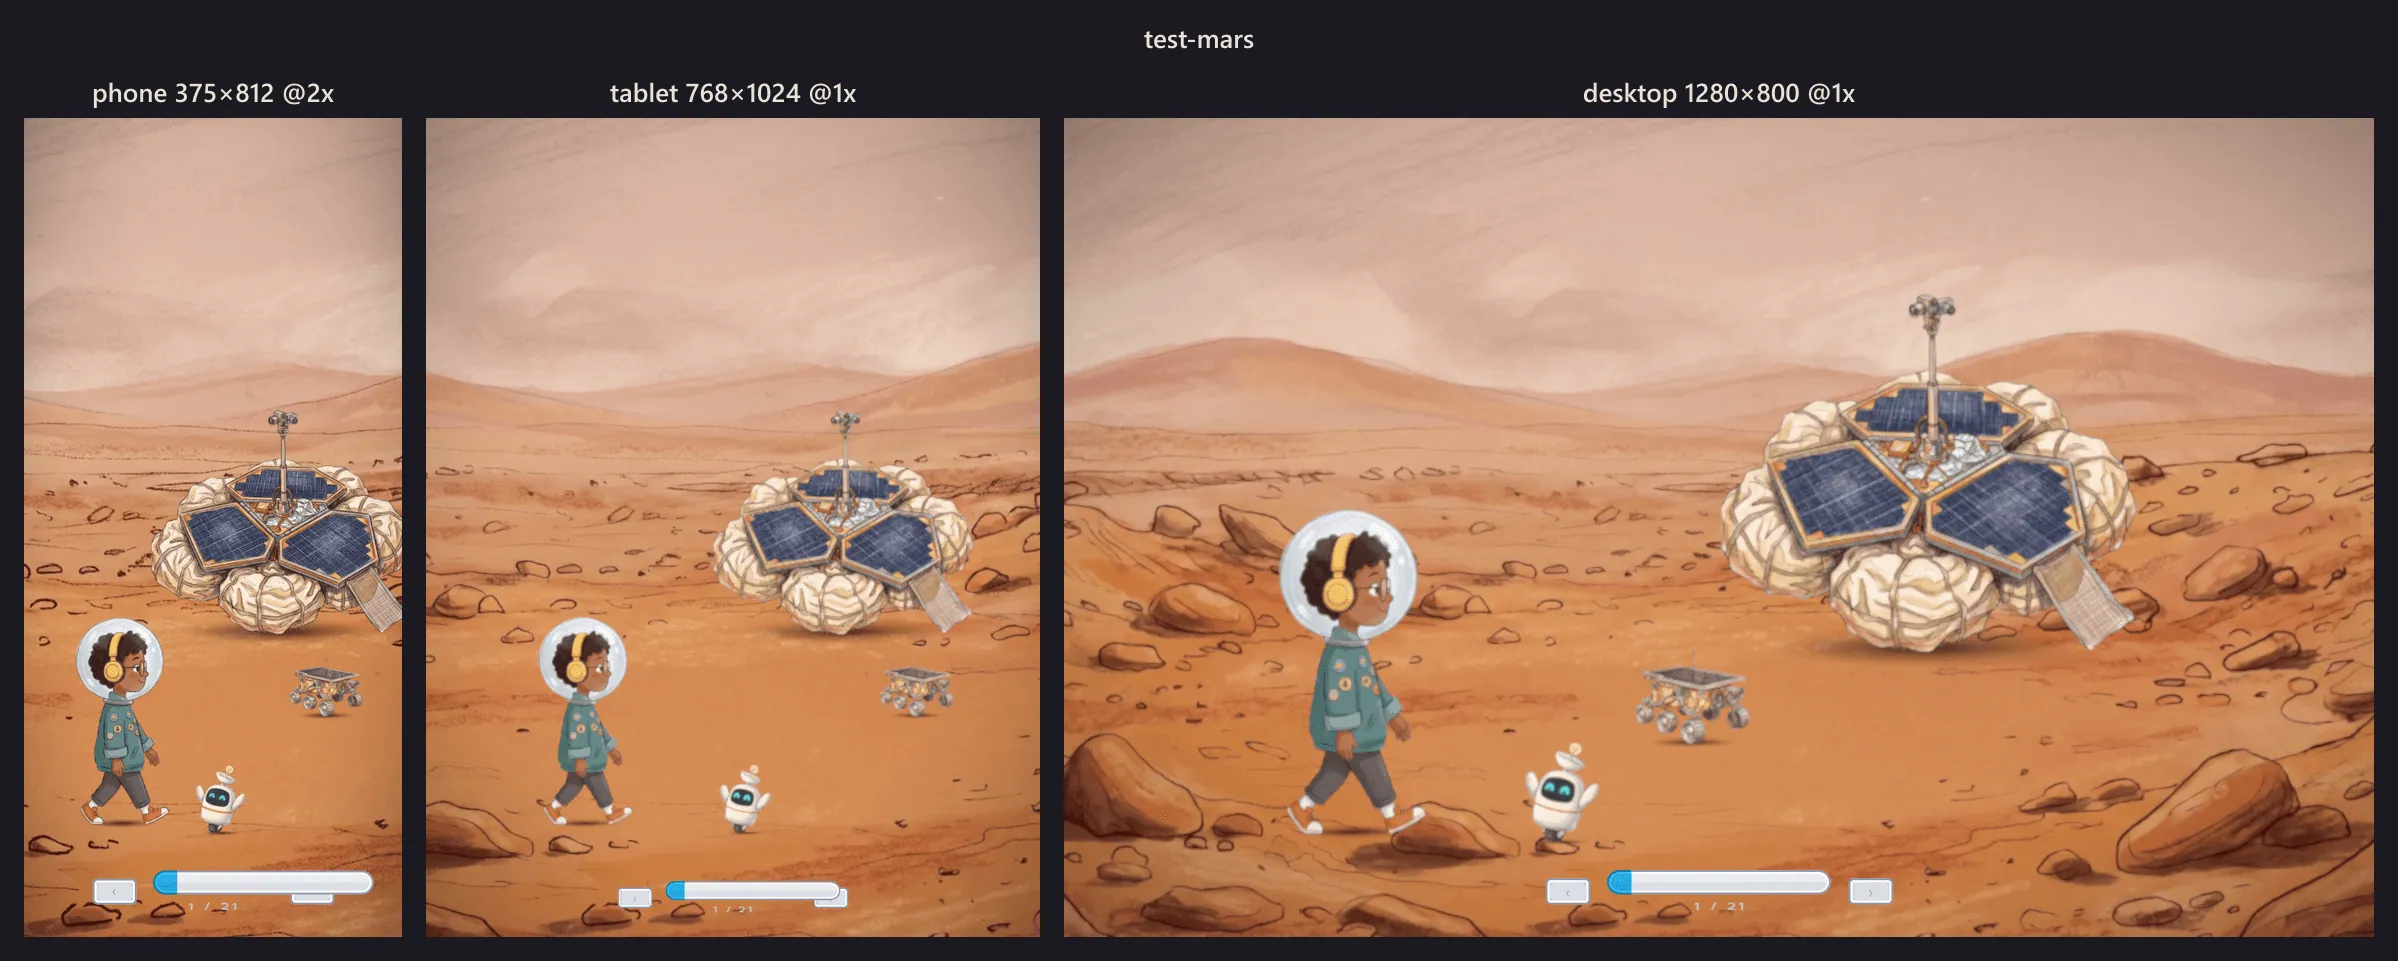 test-mars
phone 375×812 @2x
tablet 768×1024 @1x
desktop 1280×800 @1x
‹
1 / 21
‹
1 / 21
‹
›
1 / 21